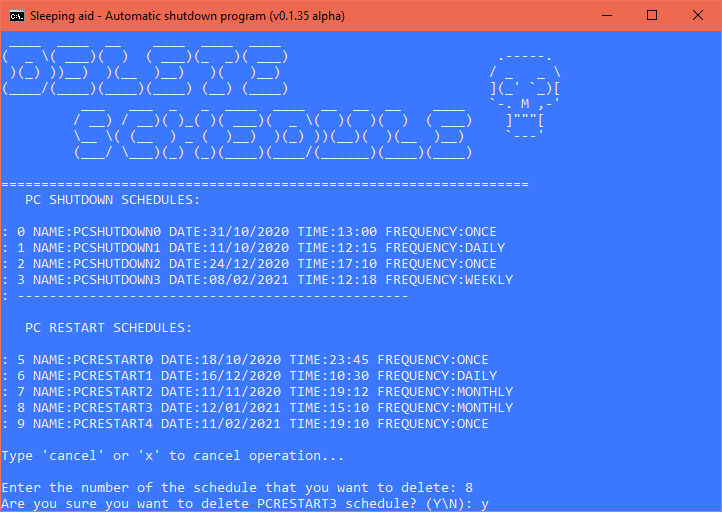 Sleeping aid - Automatic shutdown program (v0.1.35 alpha)
DELETE
SCHEDULE
==================================================================
PC SHUTDOWN SCHEDULES:
: 0 NAME:PCSHUTDOWN0 DATE:31/10/2020 TIME:13:00 FREQUENCY:ONCE
: 1 NAME:PCSHUTDOWN1 DATE:11/10/2020 TIME:12:15 FREQUENCY:DAILY
: 2 NAME:PCSHUTDOWN2 DATE:24/12/2020 TIME:17:10 FREQUENCY:ONCE
: 3 NAME:PCSHUTDOWN3 DATE:08/02/2021 TIME:12:18 FREQUENCY:WEEKLY
: -------------------------------------------------
PC RESTART SCHEDULES:
: 5 NAME:PCRESTART0 DATE:18/10/2020 TIME:23:45 FREQUENCY:ONCE
: 6 NAME:PCRESTART1 DATE:16/12/2020 TIME:10:30 FREQUENCY:DAILY
: 7 NAME:PCRESTART2 DATE:11/11/2020 TIME:19:12 FREQUENCY:MONTHLY
: 8 NAME:PCRESTART3 DATE:12/01/2021 TIME:15:10 FREQUENCY:MONTHLY
: 9 NAME:PCRESTART4 DATE:11/02/2021 TIME:19:10 FREQUENCY:ONCE
Type 'cancel' or 'x' to cancel operation...
Enter the number of the schedule that you want to delete: 8
Are you sure you want to delete PCRESTART3 schedule? (Y\N): y